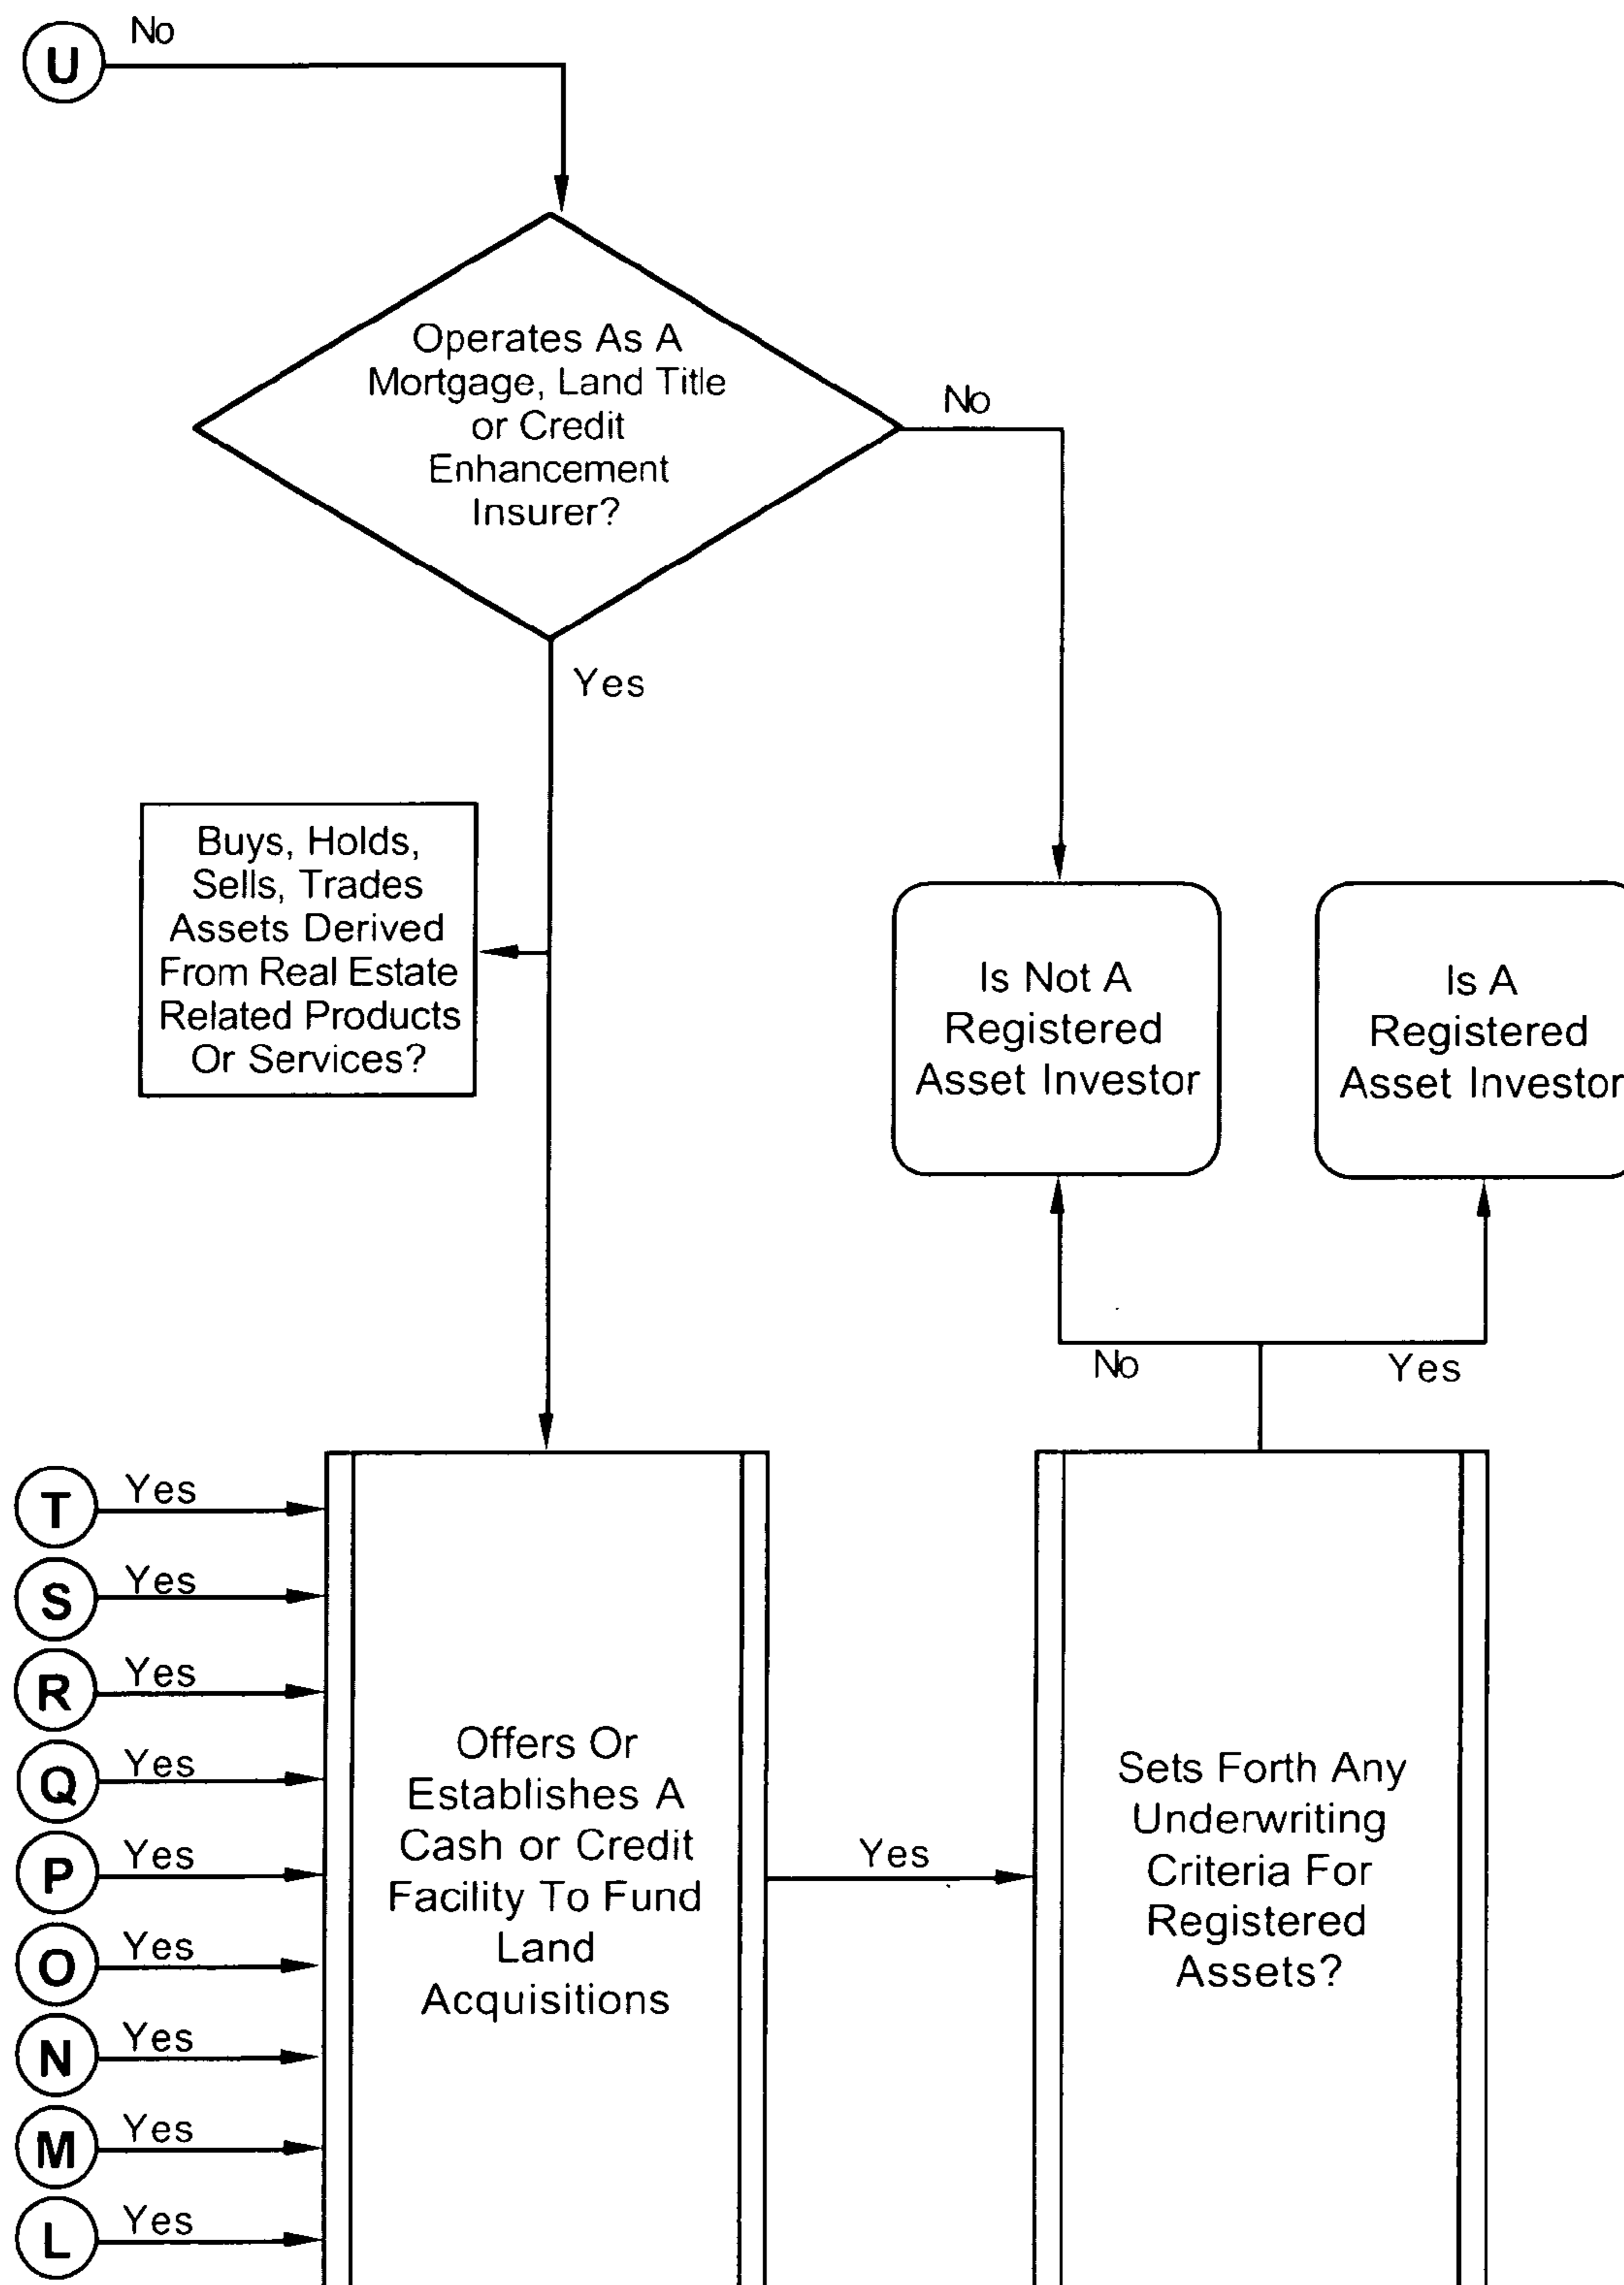 No
U
Operates As A
Mortgage, Land Title
or Credit
Enhancement
Insurer?
No
Yes
Buys, Holds,
Sells, Trades
Assets Derived
From Real Estate
Related Products
Or Services?
Is Not A
Registered
Asset Investor
Is A
Registered
Asset Investor
No
Yes
T Yes
S Yes
R Yes
Q Yes
P Yes
O Yes
N Yes
M Yes
L Yes
Offers Or
Establishes A
Cash or Credit
Facility To Fund
Land
Acquisitions
Yes
Sets Forth Any
Underwriting
Criteria For
Registered
Assets?